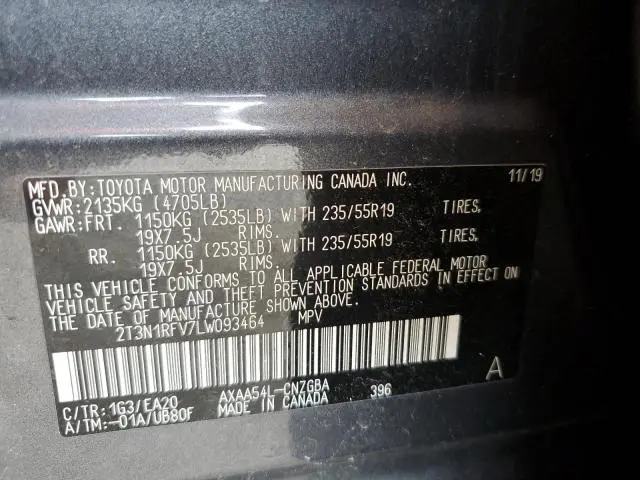 MFD.BY:TOYOTA MOTOR MANUFACTURING CANADA INC. 11/19
GVWR:2135KG (4705LB)
GAWR:FRT. 1150KG (2535LB) WITH 235/55R19 TIRES,
19X7.5J RIMS.
RR. 1150KG (2535LB) WITH 235/55R19 TIRES,
19X7.5J RIMS.
THIS VEHICLE CONFORMS TO ALL APPLICABLE FEDERAL MOTOR
VEHICLE SAFETY AND THEFT PREVENTION STANDARDS IN EFFECT ON
THE DATE OF MANUFACTURE SHOWN ABOVE.
2T3N1RFV7LW093464 MPV
A
C/TR:1G3/EA20 AXAA54L-CNZGBA 396
A/TM:-01A/UB80F MADE IN CANADA